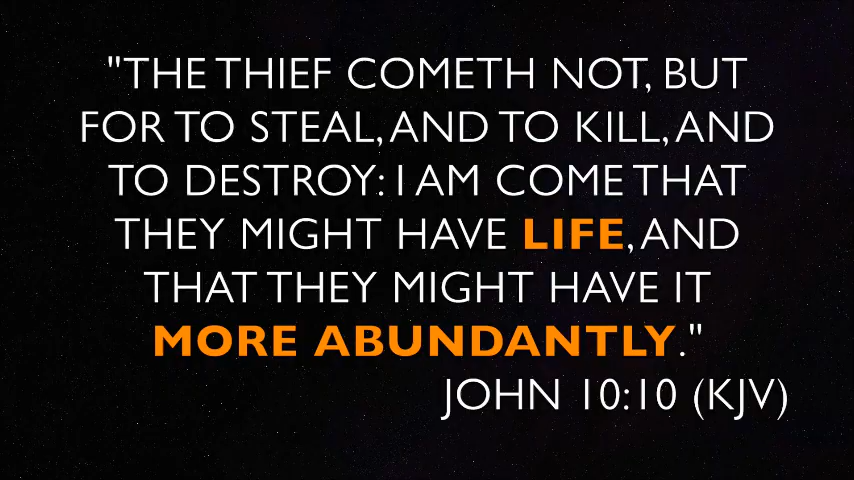 "THE THIEF COMETH NOT, BUT
FOR TO STEAL, AND TO KILL, AND
TO DESTROY: I AM COME THAT
THEY MIGHT HAVE LIFE, AND
THAT THEY MIGHT HAVE IT
MORE ABUNDANTLY."
JOHN 10:10 (KJV)